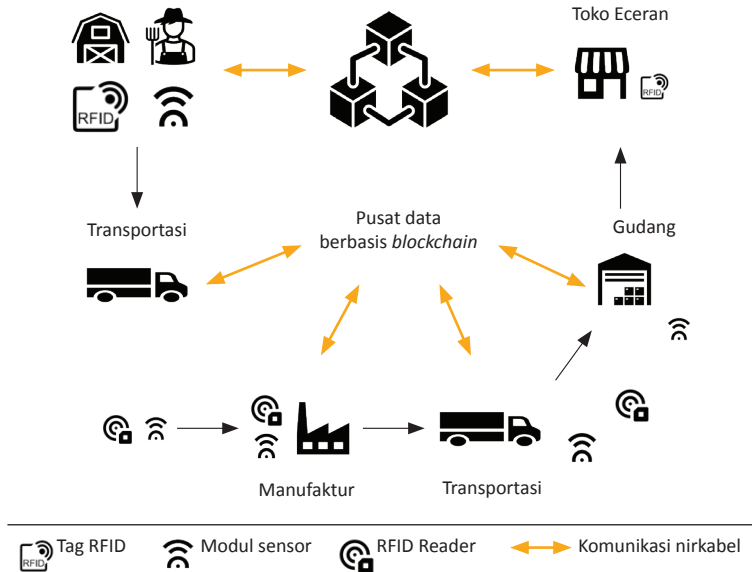 Toko Eceran
RFID
RFID
Transportasi
Pusat data
berbasis blockchain
Gudang
Manufaktur
Transportasi
RFID
Tag RFID
Modul sensor
RFID Reader
Komunikasi nirkabel